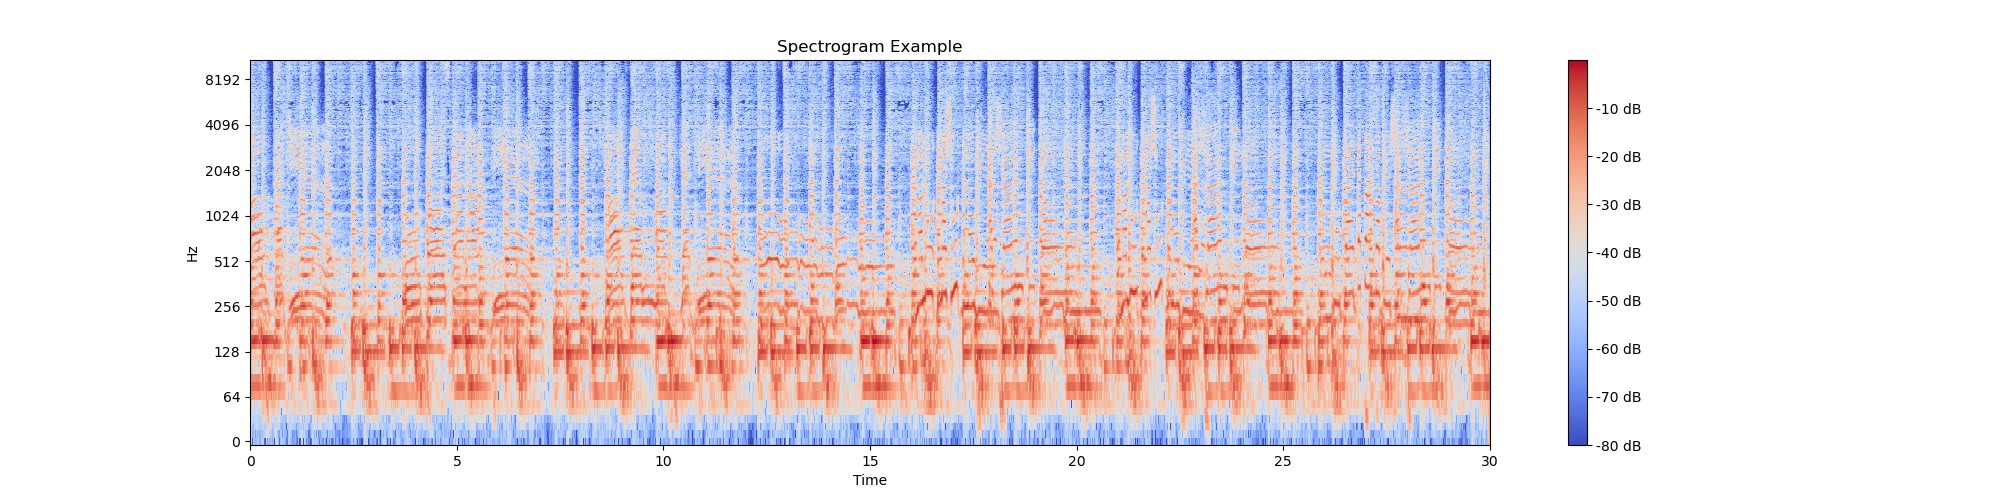 Spectrogram Example
Hz
8192
4096
2048
1024
512
256
128
64
0
0 5 10 15 20 25 30
Time
-10 dB
-20 dB
-30 dB
-40 dB
-50 dB
-60 dB
-70 dB
-80 dB